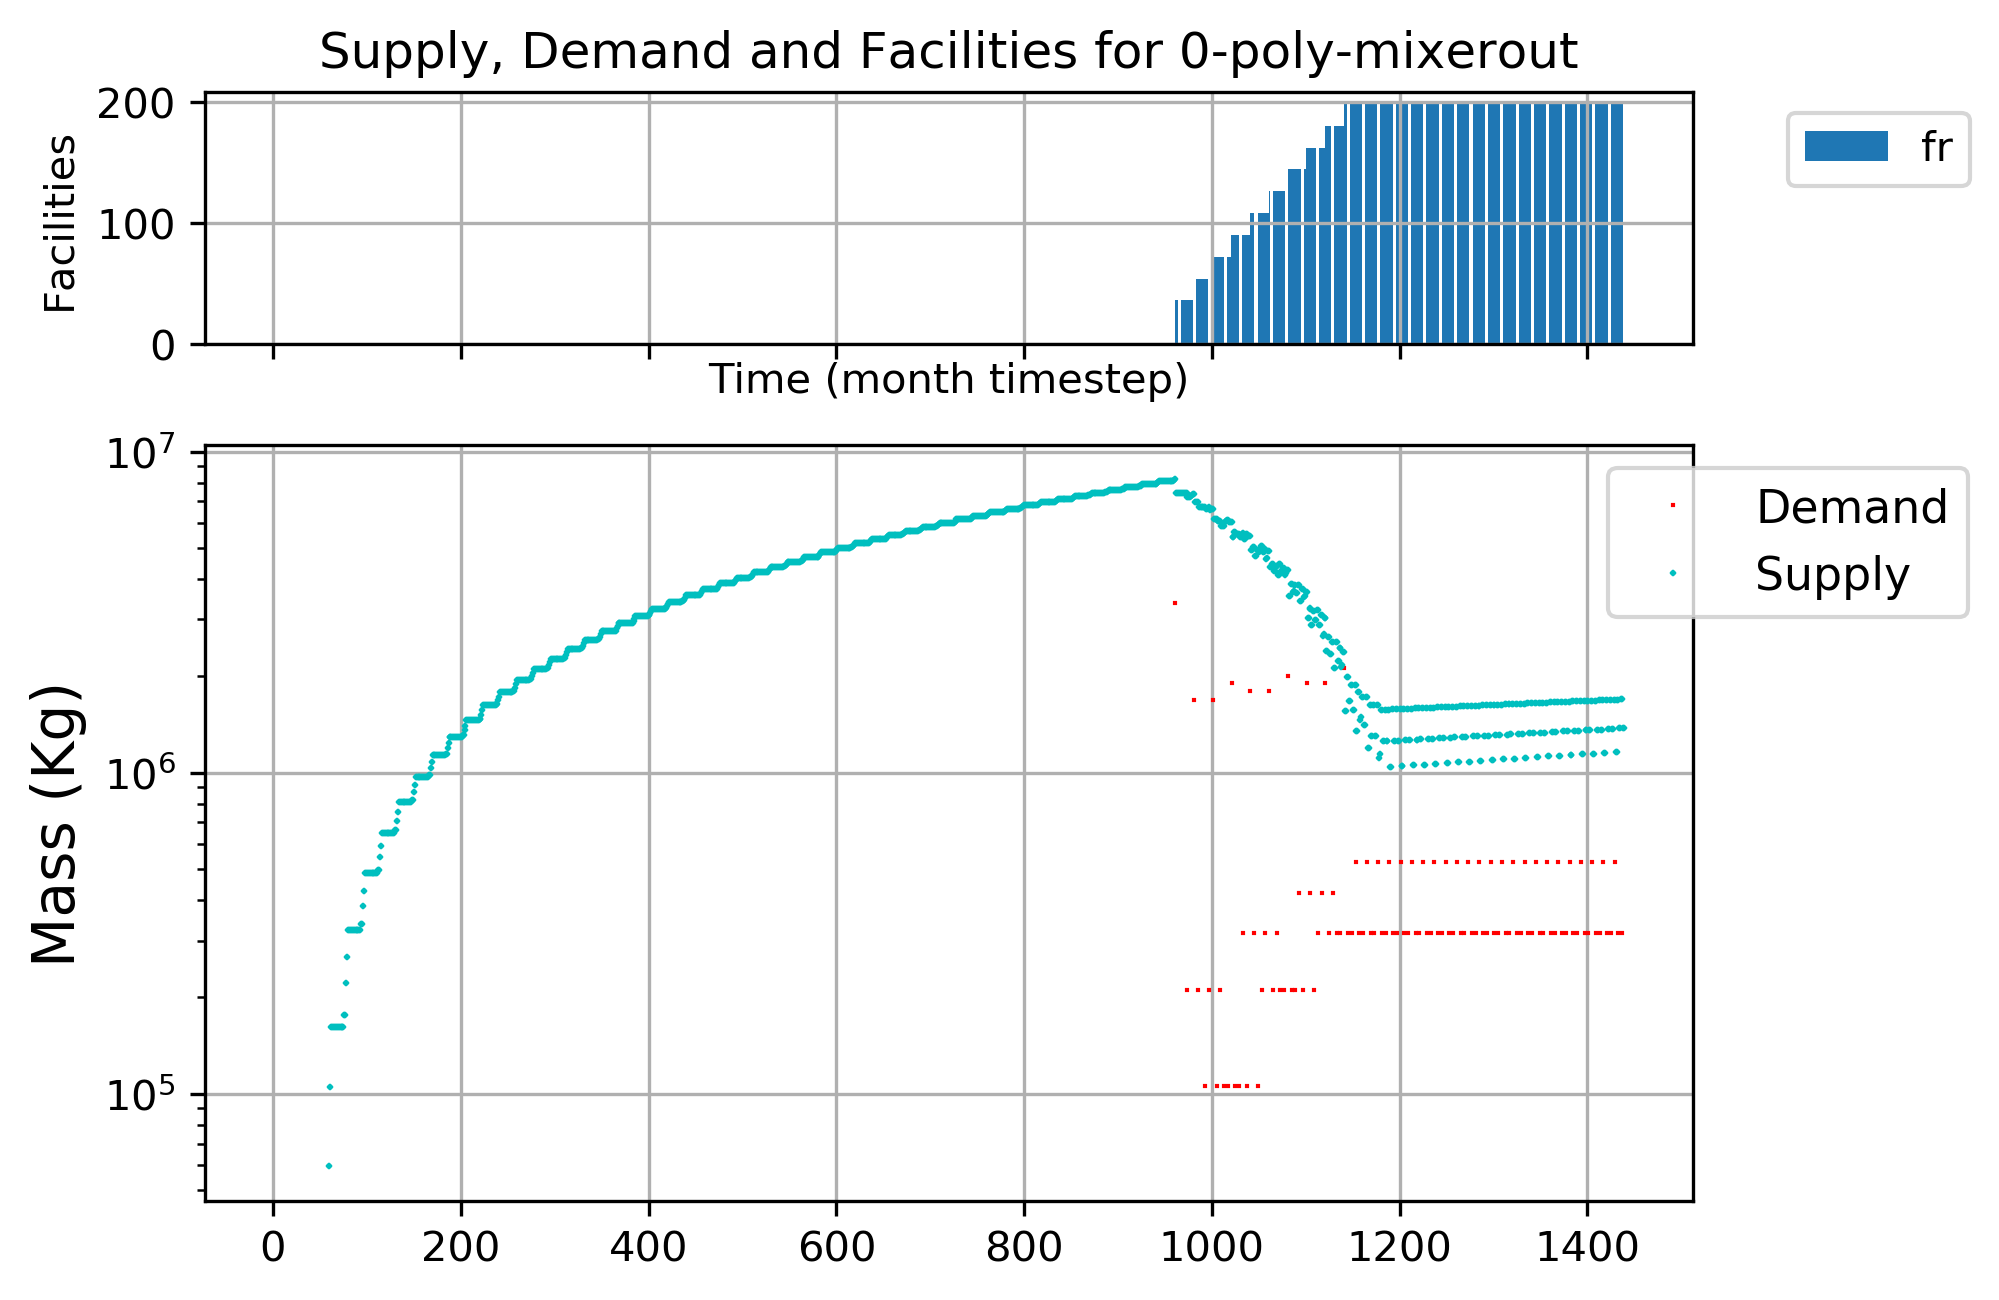 Supply, Demand and Facilities for 0-poly-mixerout
200
100
0
Facilities
fr
Time (month timestep)
10^7
10^6
10^5
Mass (Kg)
Demand
Supply
0 200 400 600 800 1000 1200 1400